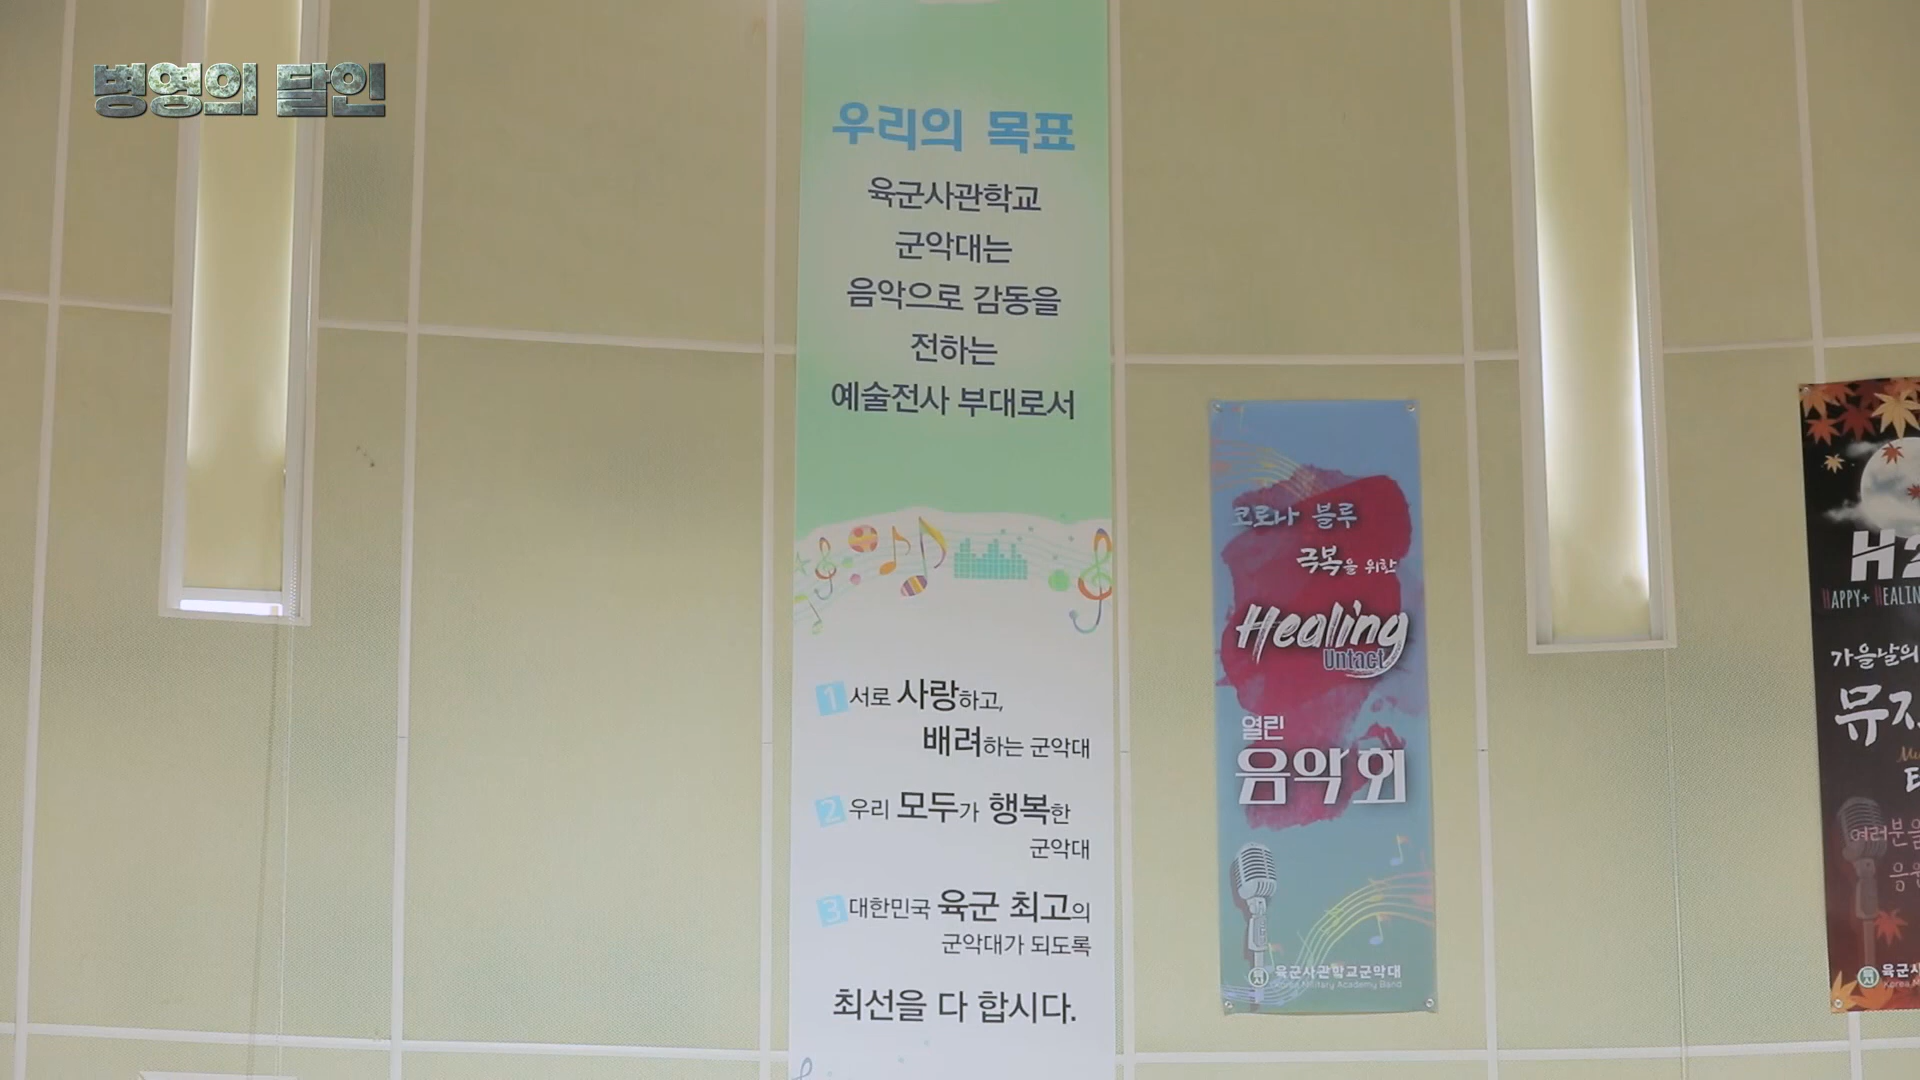 병영의 달인
우리의 목표
육군사관학교
군악대는
음악으로 감동을
전하는
예술전사 부대로서
1 서로 사랑하고,
배려하는 군악대
2 우리 모두가 행복한
군악대
3 대한민국 육군 최고의
군악대가 되도록
최선을 다 합시다.
코로나 블루
극복을 위한
Healing
Untact
열린
음악회
육군사관학교군악대
Korea Military Academy Band
HAPPY+
가을날의
여러분을